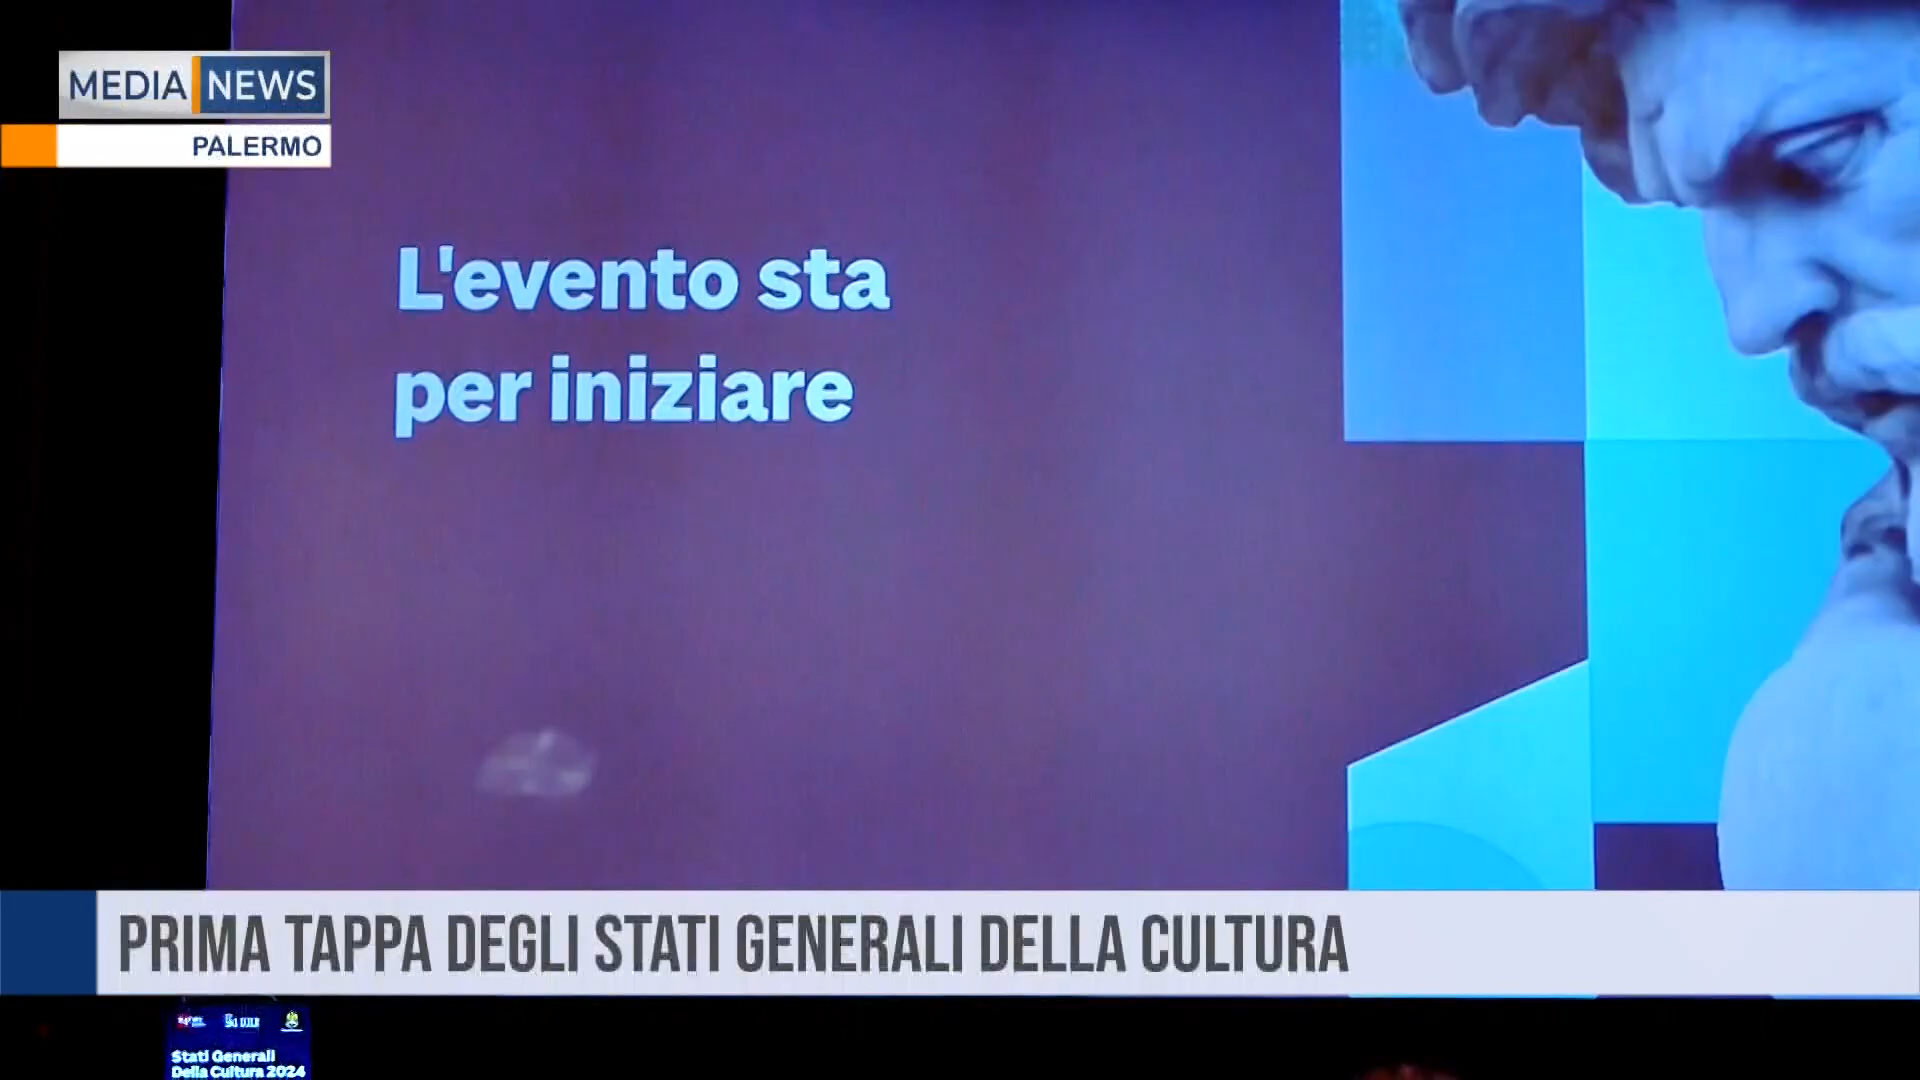 MEDIA NEWS
PALERMO
L'evento sta
per iniziare
PRIMA TAPPA DEGLI STATI GENERALI DELLA CULTURA
Stati Generali
Della Cultura 2024